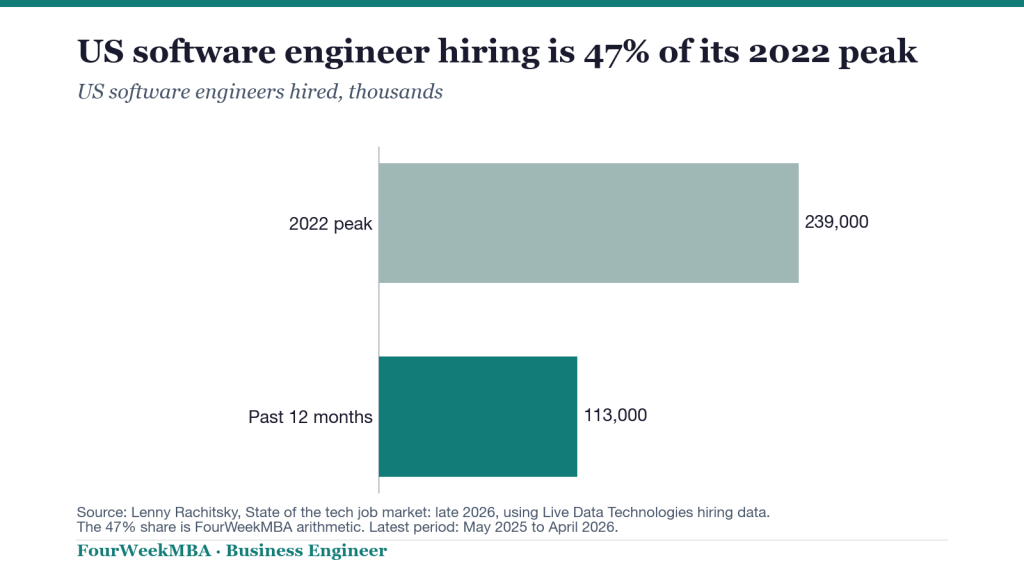 US software engineer hiring is 47% of its 2022 peak
US software engineers hired, thousands
2022 peak
239,000
Past 12 months
113,000
Source: Lenny Rachitsky, State of the tech job market: late 2026, using Live Data Technologies hiring data.
The 47% share is FourWeekMBA arithmetic. Latest period: May 2025 to April 2026.
FourWeekMBA · Business Engineer